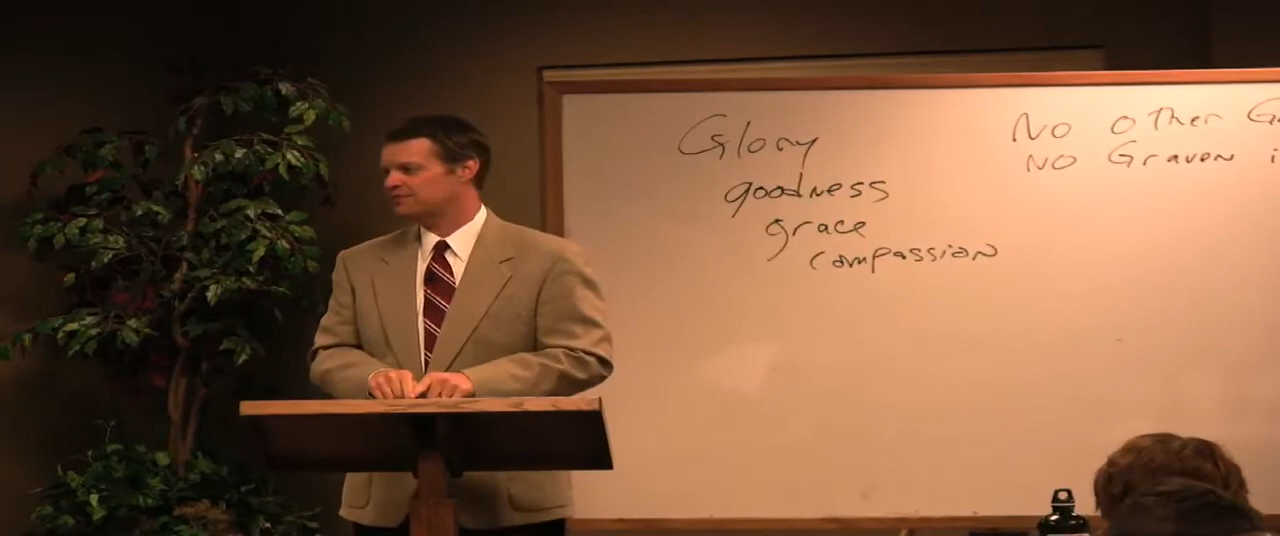 Glory
goodness
grace
compassion
No other G
No Graven i